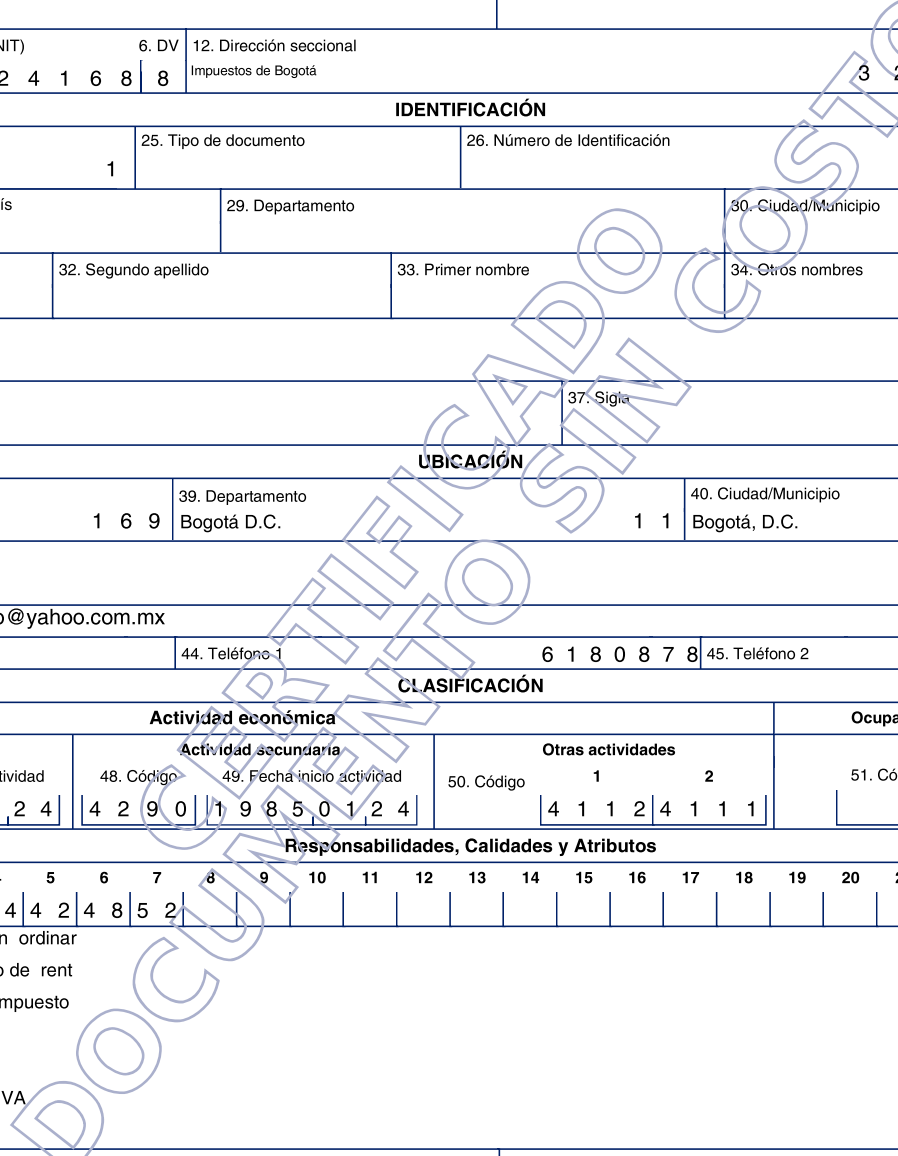 NIT) 6. DV 12. Dirección seccional
2 4 1 6 8 8 Impuestos de Bogotá 3 2
IDENTIFICACIÓN
25. Tipo de documento 26. Número de Identificación
1
ís 29. Departamento 30. Ciudad/Municipio
32. Segundo apellido 33. Primer nombre 34. Otros nombres
37. Sigla
UBICACIÓN
39. Departamento 40. Ciudad/Municipio
1 6 9 Bogotá D.C. 1 1 Bogotá, D.C.
@yahoo.com.mx
44. Teléfono 1 6 1 8 0 8 7 8 45. Teléfono 2
CLASIFICACIÓN
Actividad económica Ocupa
Actividad secundaria Otras actividades
tividad 48. Código 49. Fecha inicio actividad 50. Código 1 2 51. Có
2 4 4 2 9 0 1 9 8 5 0 1 2 4 4 1 1 2 4 1 1 1
Responsabilidades, Calidades y Atributos
5 6 7 8 9 10 11 12 13 14 15 16 17 18 19 20
4 4 2 4 8 5 2
n ordinar
o de rent
mpuesto
VA
CERTIFICADO
DOCUMENTO SIN COSTO